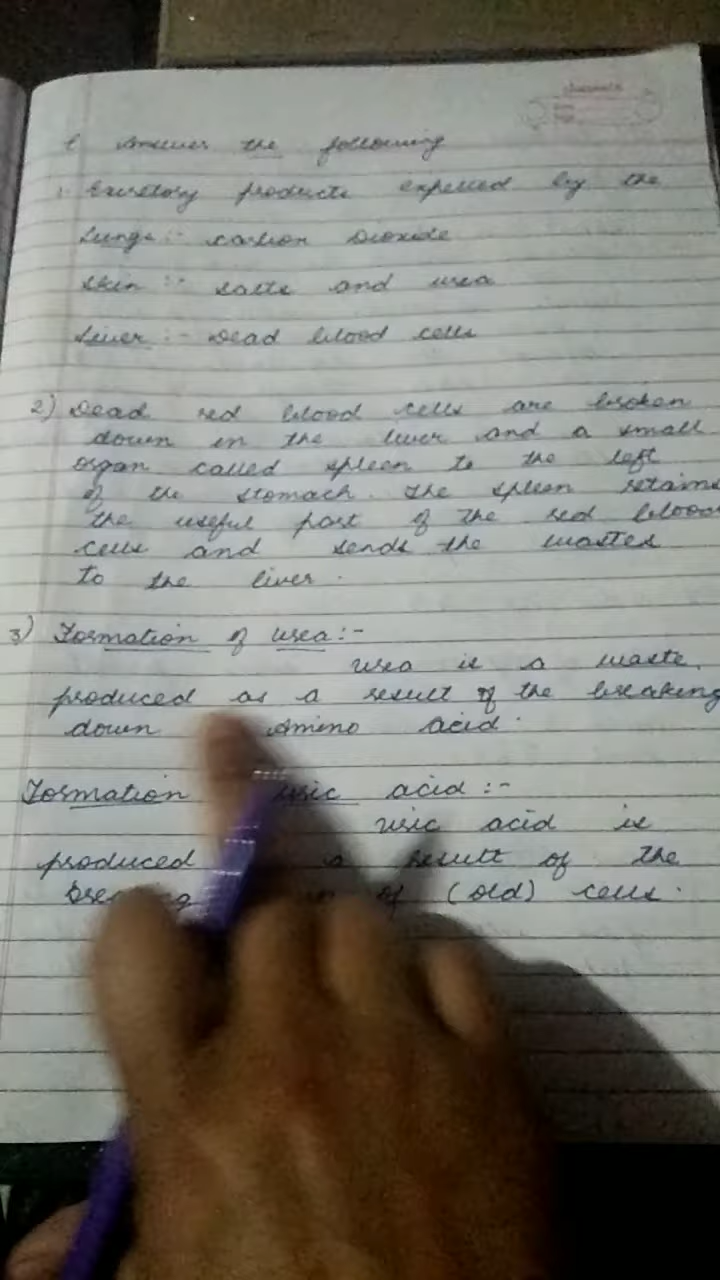 Answer the following
1. Excretory products expelled by the
Lungs :- carbon Dioxide
Skin :- salts and urea
Liver :- Dead blood cells
2) Dead red blood cells are broken
down in the liver and a small
organ called spleen to the left
of the stomach. The spleen retains
the useful part of the red blood
cells and sends the wastes
to the liver.
3) Formation of urea :-
urea is a waste
produced as a result of the breaking
down Amino acid.
Formation uric acid :-
uric acid is
produced a result of the
of (old) cells.